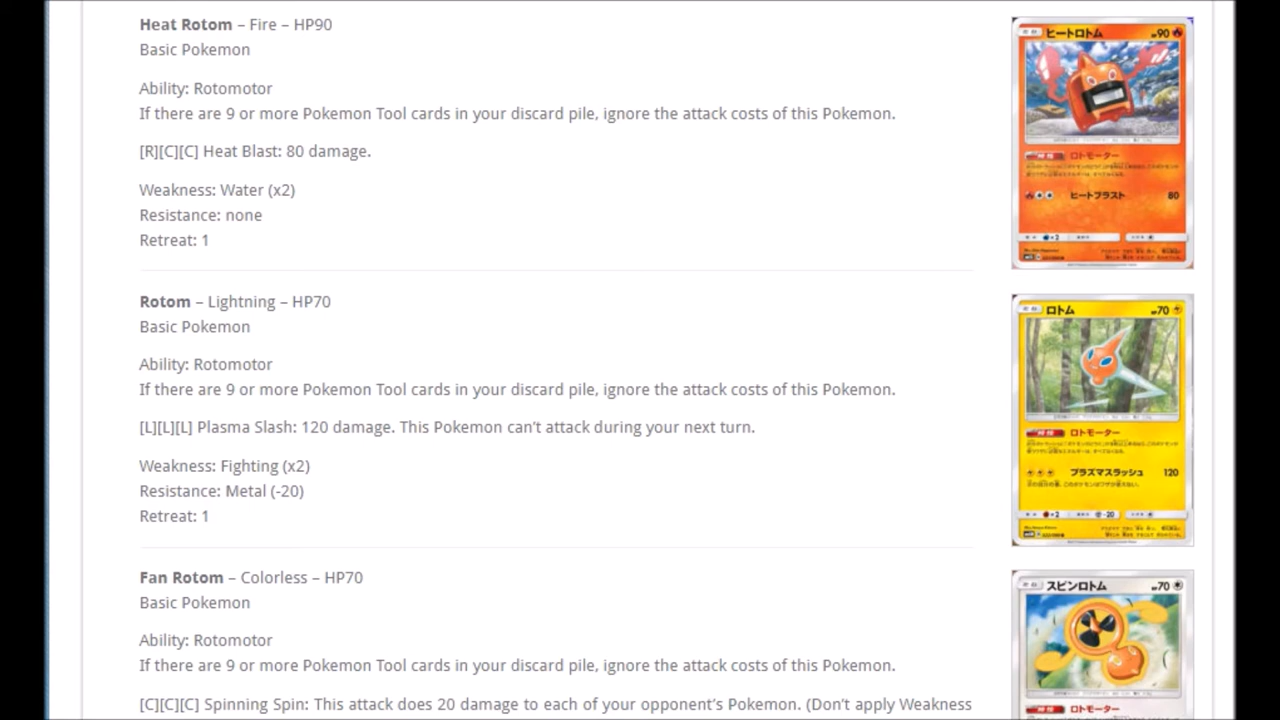 Heat Rotom – Fire – HP90
Basic Pokemon
Ability: Rotomotor
If there are 9 or more Pokemon Tool cards in your discard pile, ignore the attack costs of this Pokemon.
[R][C][C] Heat Blast: 80 damage.
Weakness: Water (x2)
Resistance: none
Retreat: 1
ヒートロトム HP90
ロトモーター
ヒートブラスト 80
×2
Rotom – Lightning – HP70
Basic Pokemon
Ability: Rotomotor
If there are 9 or more Pokemon Tool cards in your discard pile, ignore the attack costs of this Pokemon.
[L][L][L] Plasma Slash: 120 damage. This Pokemon can't attack during your next turn.
Weakness: Fighting (x2)
Resistance: Metal (-20)
Retreat: 1
ロトム HP70
ロトモーター
プラズマスラッシュ 120
×2 -20
Fan Rotom – Colorless – HP70
Basic Pokemon
Ability: Rotomotor
If there are 9 or more Pokemon Tool cards in your discard pile, ignore the attack costs of this Pokemon.
[C][C][C] Spinning Spin: This attack does 20 damage to each of your opponent's Pokemon. (Don't apply Weakness
スピンロトム HP70
ロトモーター